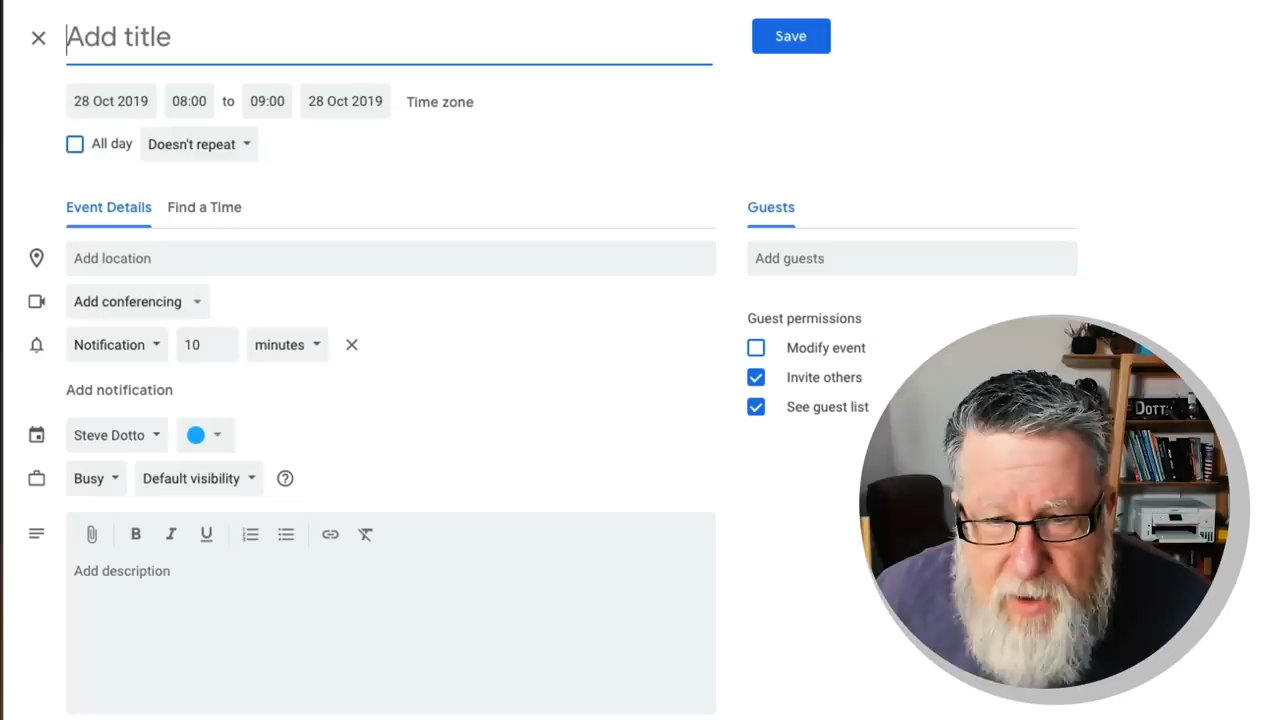 Add title
Save
28 Oct 2019 08:00 to 09:00 28 Oct 2019 Time zone
All day Doesn't repeat
Event Details Find a Time
Guests
Add location
Add guests
Add conferencing
Guest permissions
Notification 10 minutes
Modify event
Invite others
Add notification
See guest list
DOTT
Steve Dotto
Busy Default visibility
B I U
Add description